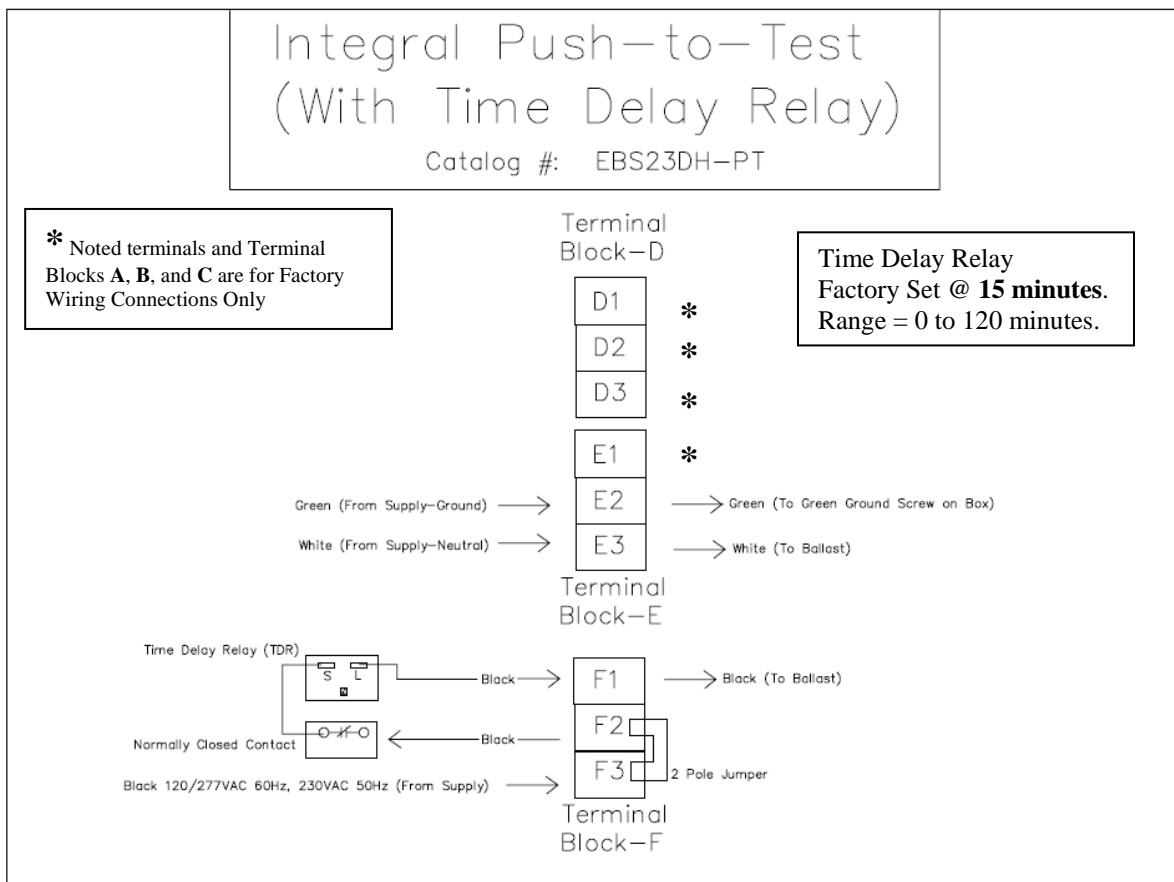 Integral Push-to-Test
(With Time Delay Relay)
Catalog #: EBS23DH-PT
* Noted terminals and Terminal
Blocks A, B, and C are for Factory
Wiring Connections Only
Time Delay Relay
Factory Set @ 15 minutes.
Range = 0 to 120 minutes.
Terminal
Block-D
D1 *
D2 *
D3 *
E1 *
Green (From Supply-Ground) E2 Green (To Green Ground Screw on Box)
White (From Supply-Neutral) E3 White (To Ballast)
Terminal
Block-E
Time Delay Relay (TDR)
S L
Black F1 Black (To Ballast)
F2
Normally Closed Contact Black
F3 2 Pole Jumper
Black 120/277VAC 60Hz, 230VAC 50Hz (From Supply)
Terminal
Block-F